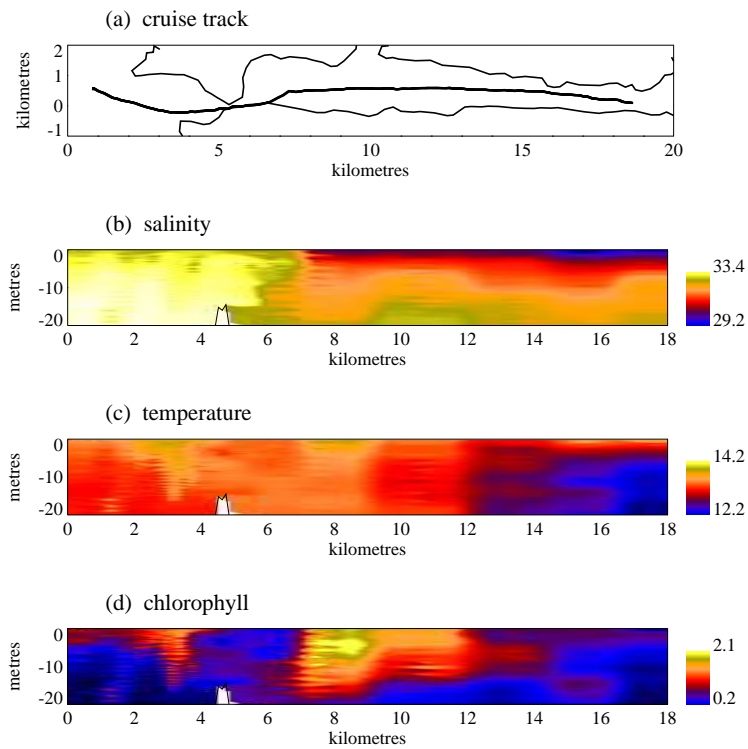 (a) cruise track
kilometres
2
1
0
-1
0 5 10 15 20
kilometres
(b) salinity
metres
0
-10
-20
33.4
29.2
0 2 4 6 8 10 12 14 16 18
kilometres
(c) temperature
metres
0
-10
-20
14.2
12.2
0 2 4 6 8 10 12 14 16 18
kilometres
(d) chlorophyll
metres
0
-10
-20
2.1
0.2
0 2 4 6 8 10 12 14 16 18
kilometres